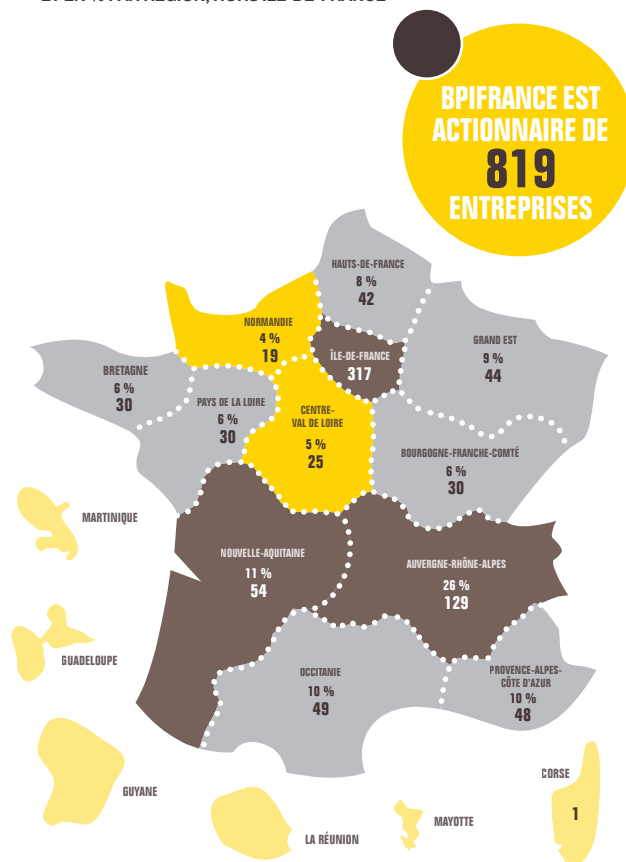 BPIFRANCE EST
ACTIONNAIRE DE
819
ENTREPRISES
HAUTS-DE-FRANCE
8 %
42
NORMANDIE
4 %
19
ÎLE-DE-FRANCE
317
GRAND EST
9 %
44
BRETAGNE
6 %
30
PAYS DE LA LOIRE
6 %
30
CENTRE-
VAL DE LOIRE
5 %
25
BOURGOGNE-FRANCHE-COMTÉ
6 %
30
MARTINIQUE
NOUVELLE-AQUITAINE
11 %
54
AUVERGNE-RHÔNE-ALPES
26 %
129
GUADELOUPE
OCCITANIE
10 %
49
PROVENCE-ALPES-
CÔTE D'AZUR
10 %
48
GUYANE
LA RÉUNION
MAYOTTE
CORSE
1